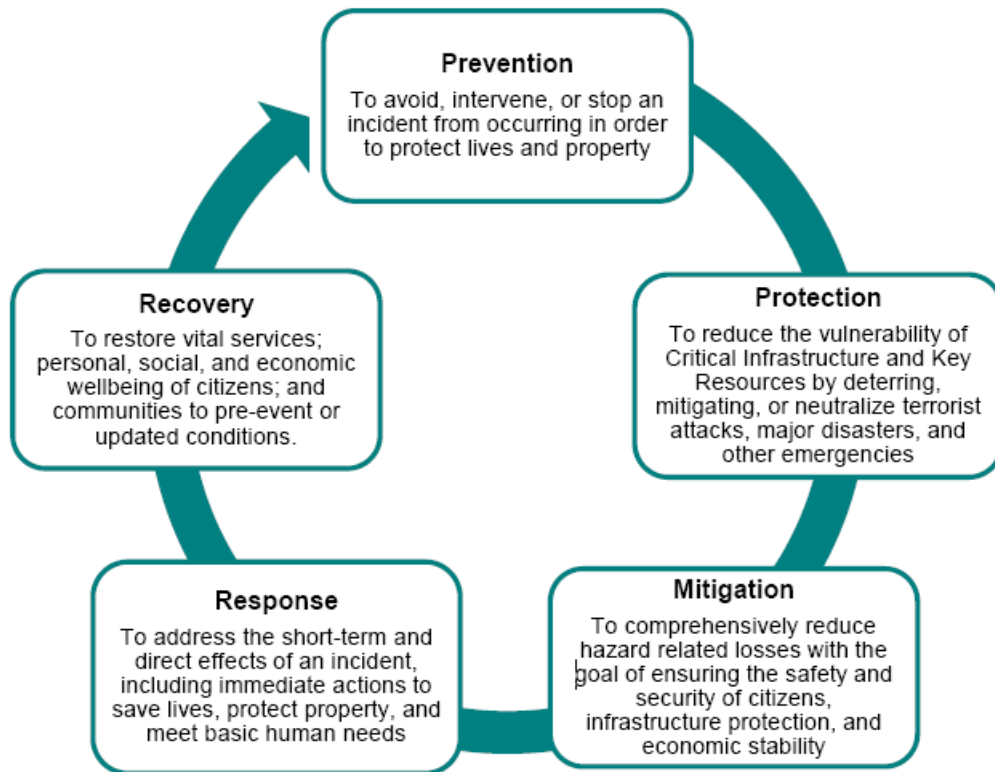 Prevention
To avoid, intervene, or stop an
incident from occurring in order
to protect lives and property
Protection
To reduce the vulnerability of
Critical Infrastructure and Key
Resources by deterring,
mitigating, or neutralize terrorist
attacks, major disasters, and
other emergencies
Mitigation
To comprehensively reduce
hazard related losses with the
goal of ensuring the safety and
security of citizens,
infrastructure protection, and
economic stability
Response
To address the short-term and
direct effects of an incident,
including immediate actions to
save lives, protect property, and
meet basic human needs
Recovery
To restore vital services;
personal, social, and economic
wellbeing of citizens; and
communities to pre-event or
updated conditions.